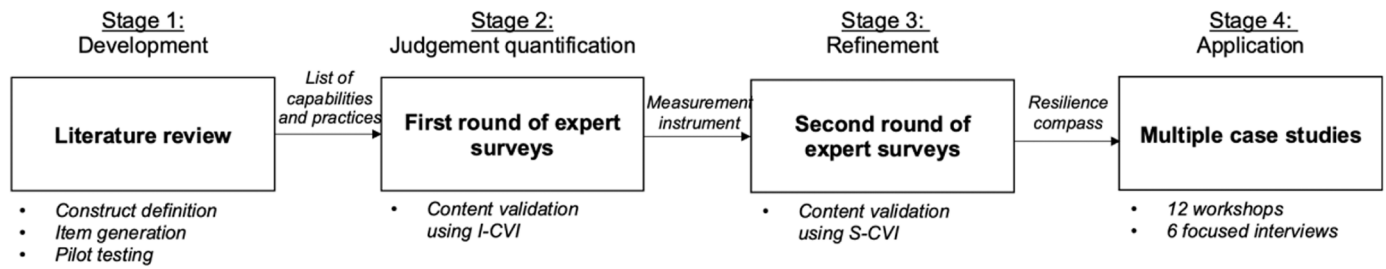 Stage 1:
Development
Literature review
• Construct definition
• Item generation
• Pilot testing
List of
capabilities
and practices
Stage 2:
Judgement quantification
First round of expert
surveys
• Content validation
using I-CVI
Measurement
instrument
Stage 3:
Refinement
Second round of
expert surveys
• Content validation
using S-CVI
Resilience
compass
Stage 4:
Application
Multiple case studies
• 12 workshops
• 6 focused interviews